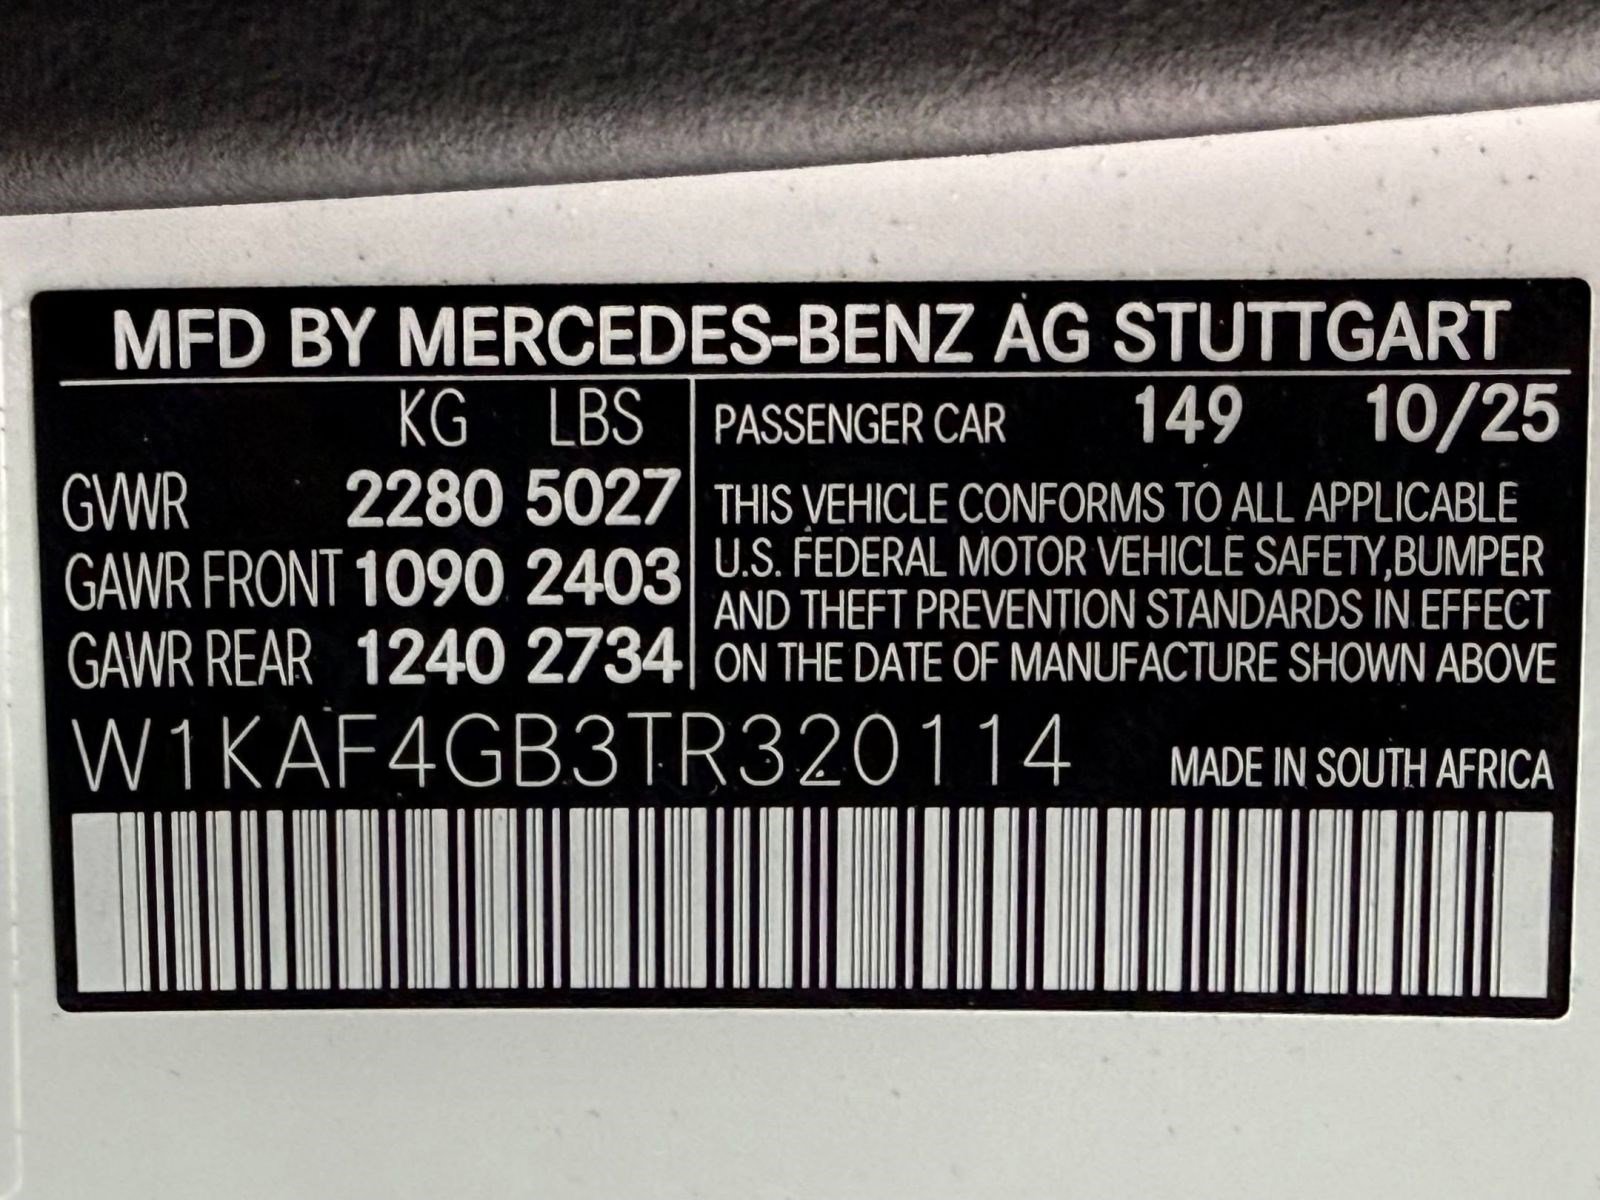 MFD BY MERCEDES-BENZ AG STUTTGART
KG LBS
GVWR 2280 5027
GAWR FRONT 1090 2403
GAWR REAR 1240 2734
PASSENGER CAR 149 10/25
THIS VEHICLE CONFORMS TO ALL APPLICABLE
U.S. FEDERAL MOTOR VEHICLE SAFETY,BUMPER
AND THEFT PREVENTION STANDARDS IN EFFECT
ON THE DATE OF MANUFACTURE SHOWN ABOVE
W1KAF4GB3TR320114
MADE IN SOUTH AFRICA